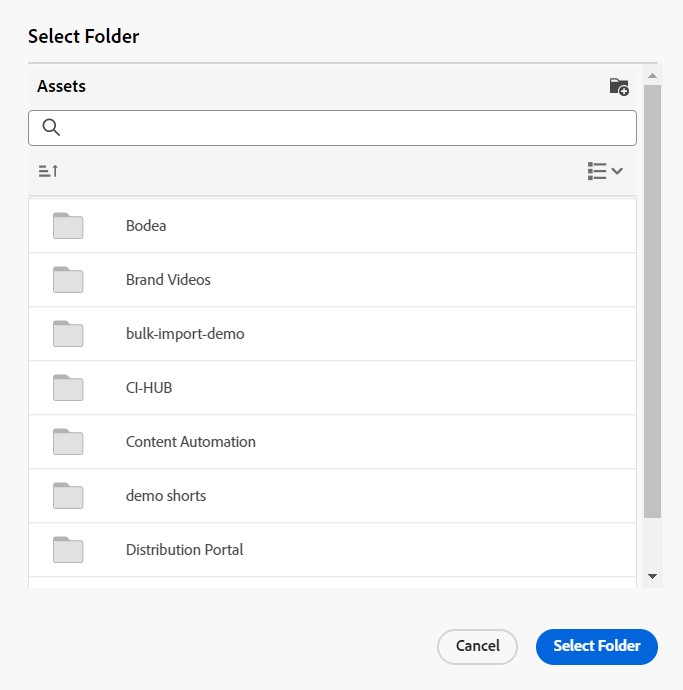 Select Folder
Assets
Bodea
Brand Videos
bulk-import-demo
CI-HUB
Content Automation
demo shorts
Distribution Portal
Cancel
Select Folder